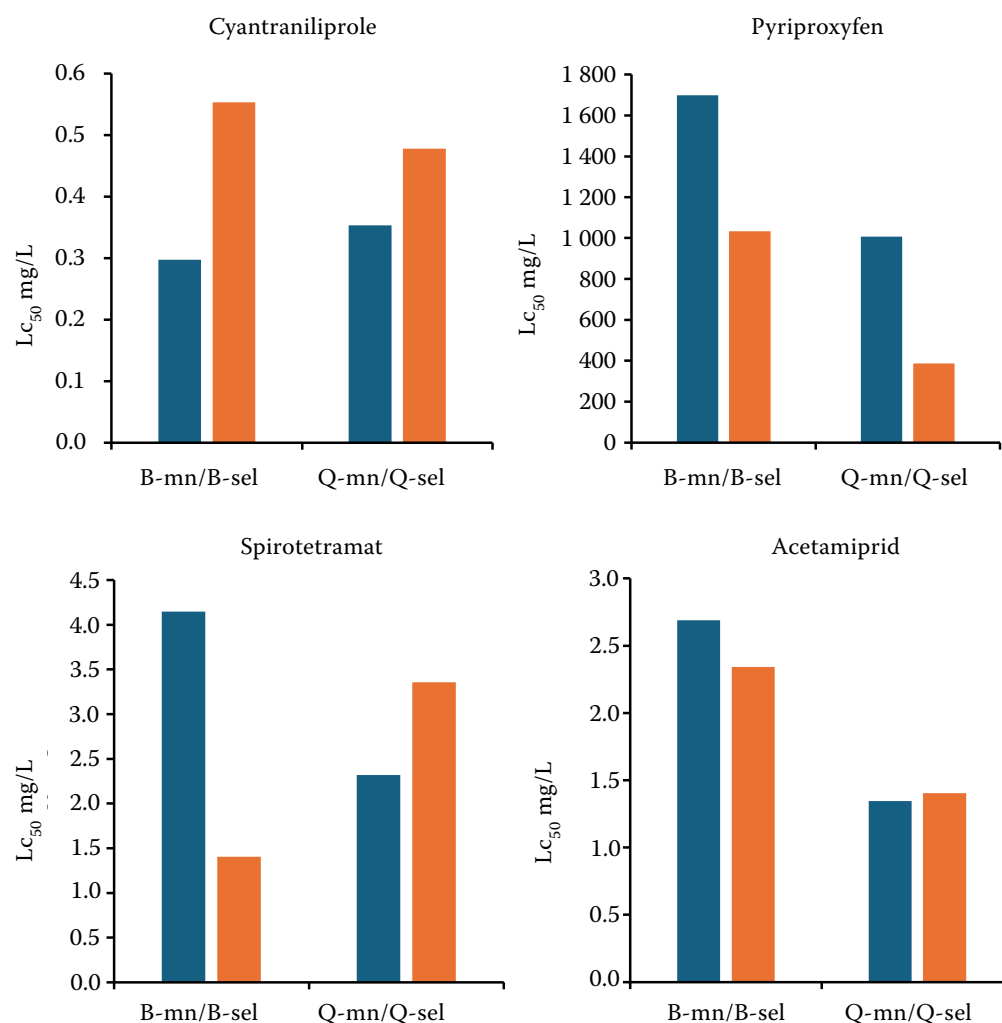 Cyantraniliprole
Lc50 mg/L
0.6
0.5
0.4
0.3
0.2
0.1
0.0
B-mn/B-sel
Q-mn/Q-sel
Pyriproxyfen
Lc50 mg/L
1 800
1 600
1 400
1 200
1 000
800
600
400
200
0
B-mn/B-sel
Q-mn/Q-sel
Spirotetramat
Lc50 mg/L
4.5
4.0
3.5
3.0
2.5
2.0
1.5
1.0
0.5
0.0
B-mn/B-sel
Q-mn/Q-sel
Acetamiprid
Lc50 mg/L
3.0
2.5
2.0
1.5
1.0
0.5
0.0
B-mn/B-sel
Q-mn/Q-sel